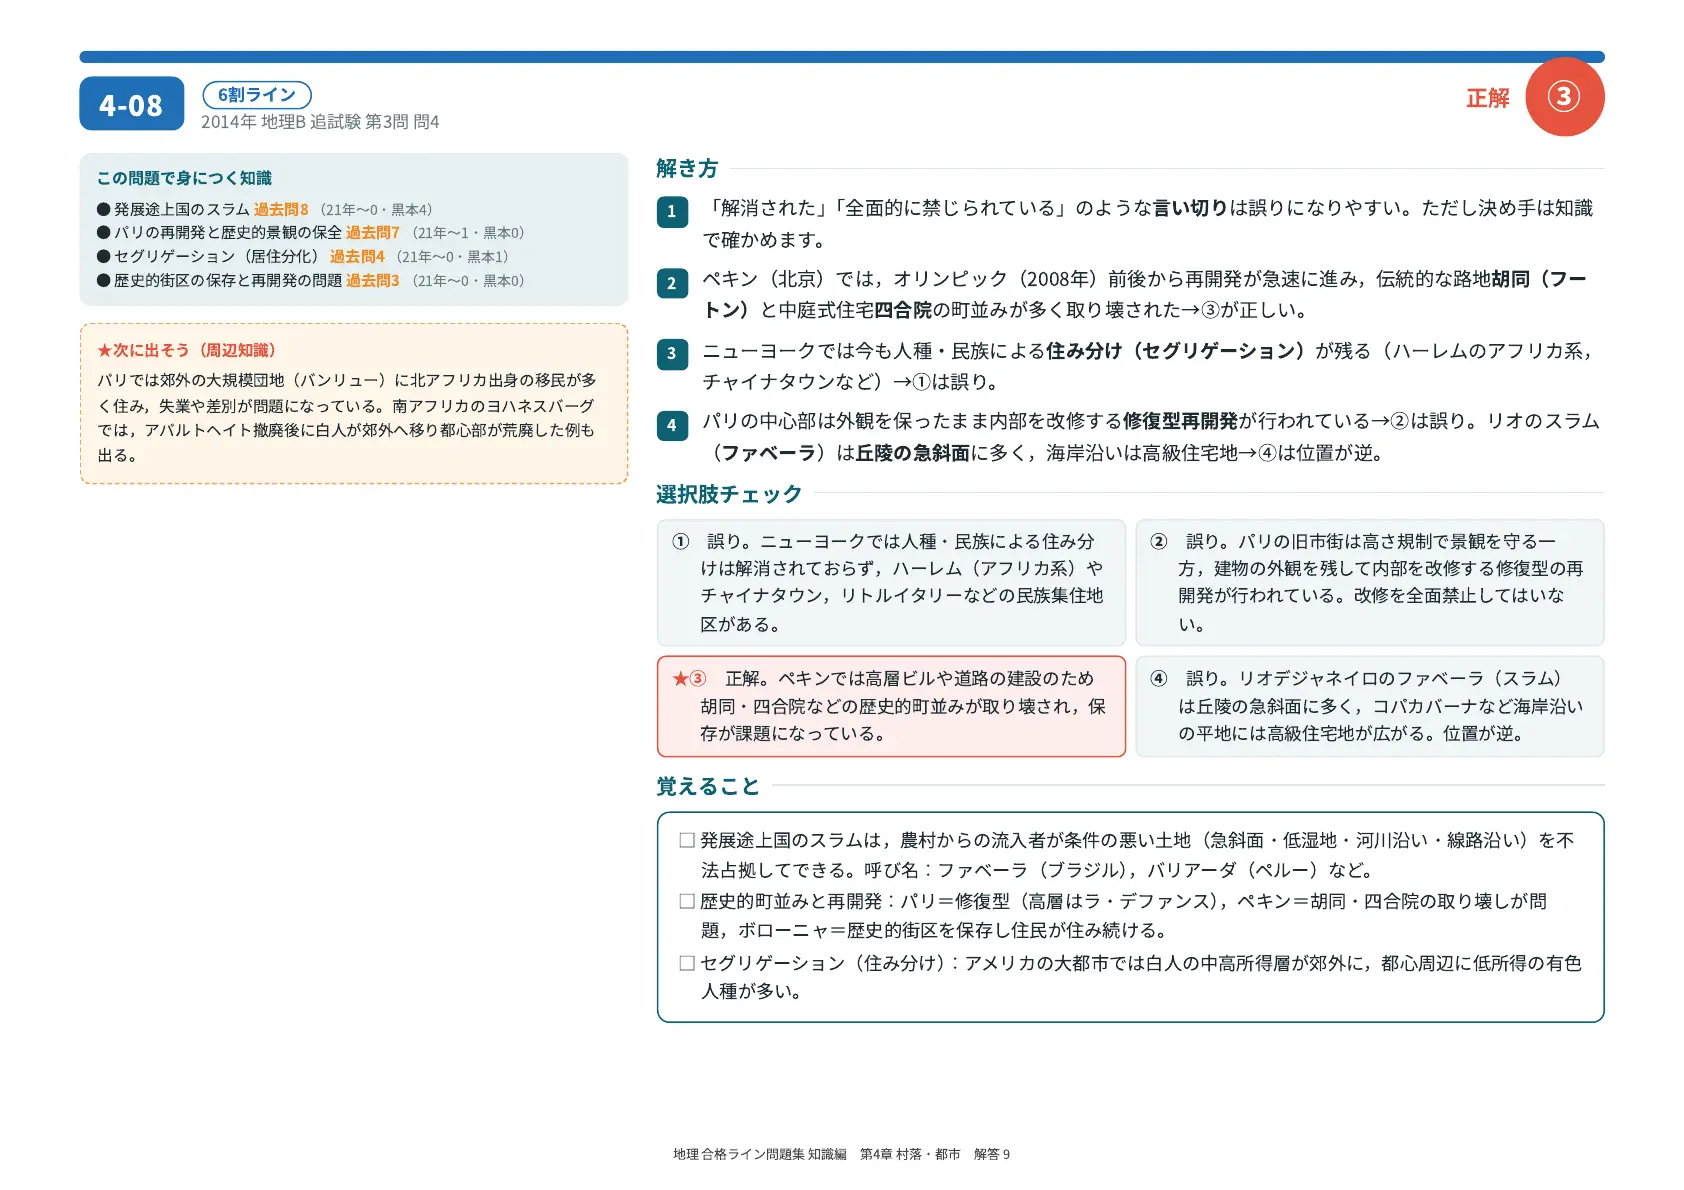 4-08
6割ライン
2014年 地理B 追試験 第3問 問4
正解 ③
この問題で身につく知識
●発展途上国のスラム 過去問8 （21年〜0・黒本4）
●パリの再開発と歴史的景観の保全 過去問7 （21年〜1・黒本0）
●セグリゲーション（居住分化） 過去問4 （21年〜0・黒本1）
●歴史的街区の保存と再開発の問題 過去問3 （21年〜0・黒本0）
★次に出そう（周辺知識）
パリでは郊外の大規模団地（バンリュー）に北アフリカ出身の移民が多
く住み，失業や差別が問題になっている。南アフリカのヨハネスバーグ
では，アパルトヘイト撤廃後に白人が郊外へ移り都心部が荒廃した例も
出る。
解き方
1 「解消された」「全面的に禁じられている」のような言い切りは誤りになりやすい。ただし決め手は知識
で確かめます。
2 ペキン（北京）では，オリンピック（2008年）前後から再開発が急速に進み，伝統的な路地胡同（フー
トン）と中庭式住宅四合院の町並みが多く取り壊された→③が正しい。
3 ニューヨークでは今も人種・民族による住み分け（セグリゲーション）が残る（ハーレムのアフリカ系，
チャイナタウンなど）→①は誤り。
4 パリの中心部は外観を保ったまま内部を改修する修復型再開発が行われている→②は誤り。リオのスラム
（ファベーラ）は丘陵の急斜面に多く，海岸沿いは高級住宅地→④は位置が逆。
選択肢チェック
① 誤り。ニューヨークでは人種・民族による住み分
けは解消されておらず，ハーレム（アフリカ系）や
チャイナタウン，リトルイタリーなどの民族集住地
区がある。
② 誤り。パリの旧市街は高さ規制で景観を守る一
方，建物の外観を残して内部を改修する修復型の再
開発が行われている。改修を全面禁止してはいな
い。
★③ 正解。ペキンでは高層ビルや道路の建設のため
胡同・四合院などの歴史的町並みが取り壊され，保
存が課題になっている。
④ 誤り。リオデジャネイロのファベーラ（スラム）
は丘陵の急斜面に多く，コパカバーナなど海岸沿い
の平地には高級住宅地が広がる。位置が逆。
覚えること
□ 発展途上国のスラムは，農村からの流入者が条件の悪い土地（急斜面・低湿地・河川沿い・線路沿い）を不
法占拠してできる。呼び名：ファベーラ（ブラジル），バリアーダ（ペルー）など。
□ 歴史的町並みと再開発：パリ＝修復型（高層はラ・デファンス），ペキン＝胡同・四合院の取り壊しが問
題，ボローニャ＝歴史的街区を保存し住民が住み続ける。
□ セグリゲーション（住み分け）：アメリカの大都市では白人の中高所得層が郊外に，都心周辺に低所得の有色
人種が多い。
地理 合格ライン問題集 知識編 第4章 村落・都市 解答 9